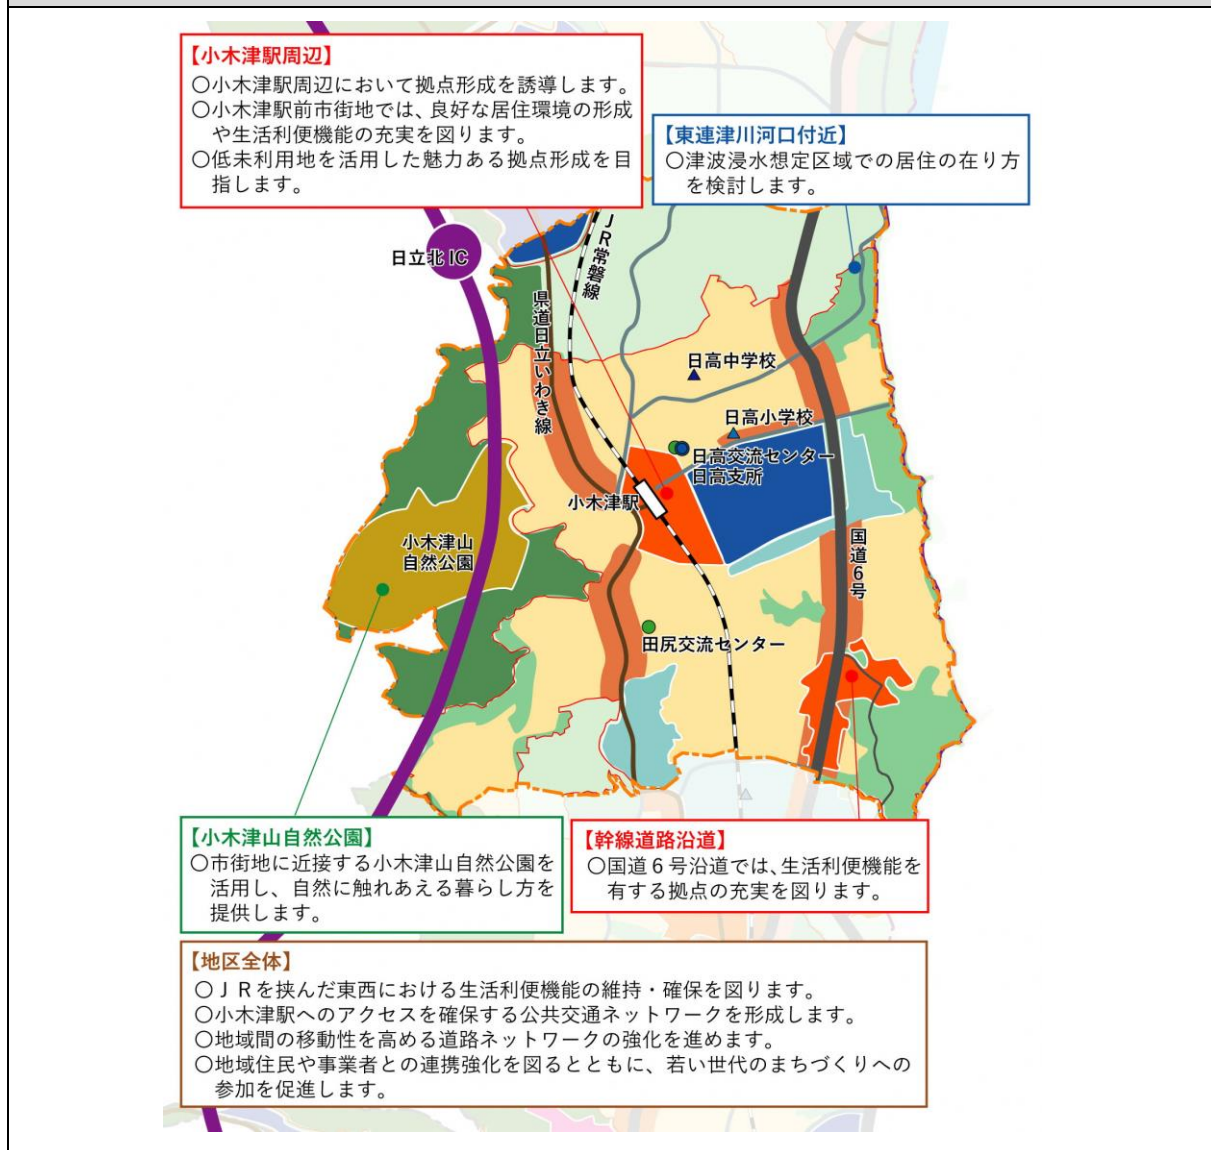 【小木津駅周辺】
〇小木津駅周辺において拠点形成を誘導します。
〇小木津駅前市街地では、良好な居住環境の形成
や生活利便機能の充実を図ります。
〇低未利用地を活用した魅力ある拠点形成を目
指します。
【東連津川河口付近】
〇津波浸水想定区域での居住の在り方
を検討します。
日立北IC
JR常磐線
県道日立いわき線
日高中学校
日高小学校
日高交流センター
日高支所
小木津駅
小木津山
自然公園
国道6号
田尻交流センター
【小木津山自然公園】
〇市街地に近接する小木津山自然公園を
活用し、自然に触れあえる暮らし方を
提供します。
【幹線道路沿道】
〇国道6号沿道では、生活利便機能を
有する拠点の充実を図ります。
【地区全体】
〇ＪＲを挟んだ東西における生活利便機能の維持・確保を図ります。
〇小木津駅へのアクセスを確保する公共交通ネットワークを形成します。
〇地域間の移動性を高める道路ネットワークの強化を進めます。
〇地域住民や事業者との連携強化を図るとともに、若い世代のまちづくりへの
参加を促進します。